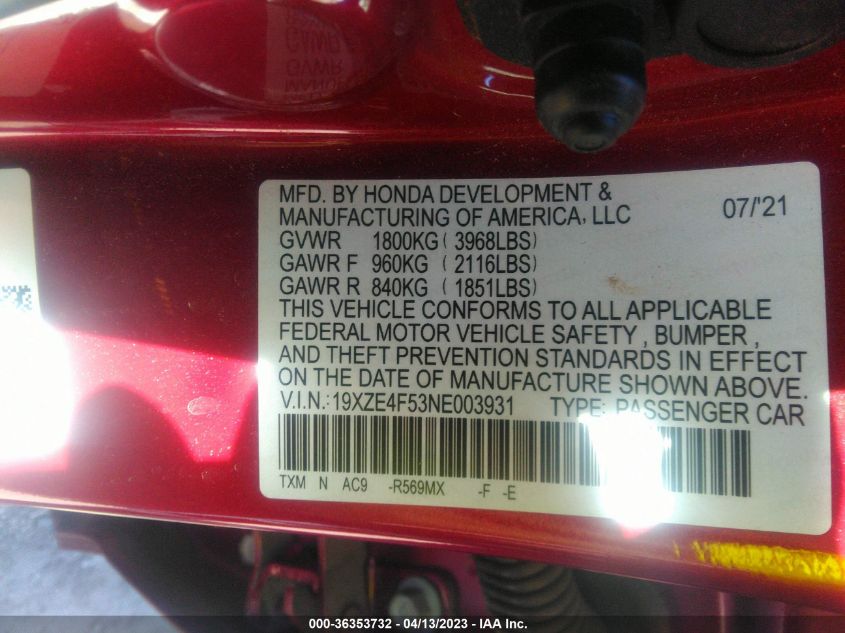 MFD. BY HONDA DEVELOPMENT &
MANUFACTURING OF AMERICA, LLC 07/'21
GVWR 1800KG ( 3968LBS)
GAWR F 960KG ( 2116LBS)
GAWR R 840KG ( 1851LBS)
THIS VEHICLE CONFORMS TO ALL APPLICABLE
FEDERAL MOTOR VEHICLE SAFETY , BUMPER ,
AND THEFT PREVENTION STANDARDS IN EFFECT
ON THE DATE OF MANUFACTURE SHOWN ABOVE.
V.I.N.:19XZE4F53NE003931 TYPE: PASSENGER CAR
TXM N AC9 -R569MX -F -E
000-36353732 - 04/13/2023 - IAA Inc.